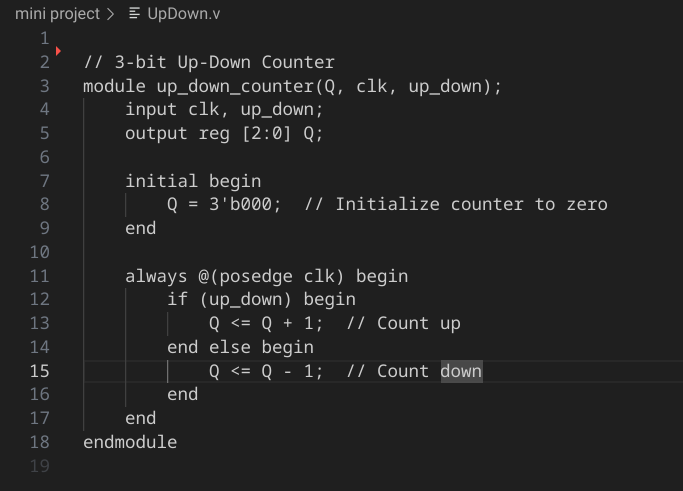 mini project > UpDown.v
1
2 // 3-bit Up-Down Counter
3 module up_down_counter(Q, clk, up_down);
4 input clk, up_down;
5 output reg [2:0] Q;
6
7 initial begin
8 Q = 3'b000; // Initialize counter to zero
9 end
10
11 always @(posedge clk) begin
12 if (up_down) begin
13 Q <= Q + 1; // Count up
14 end else begin
15 Q <= Q - 1; // Count down
16 end
17 end
18 endmodule
19